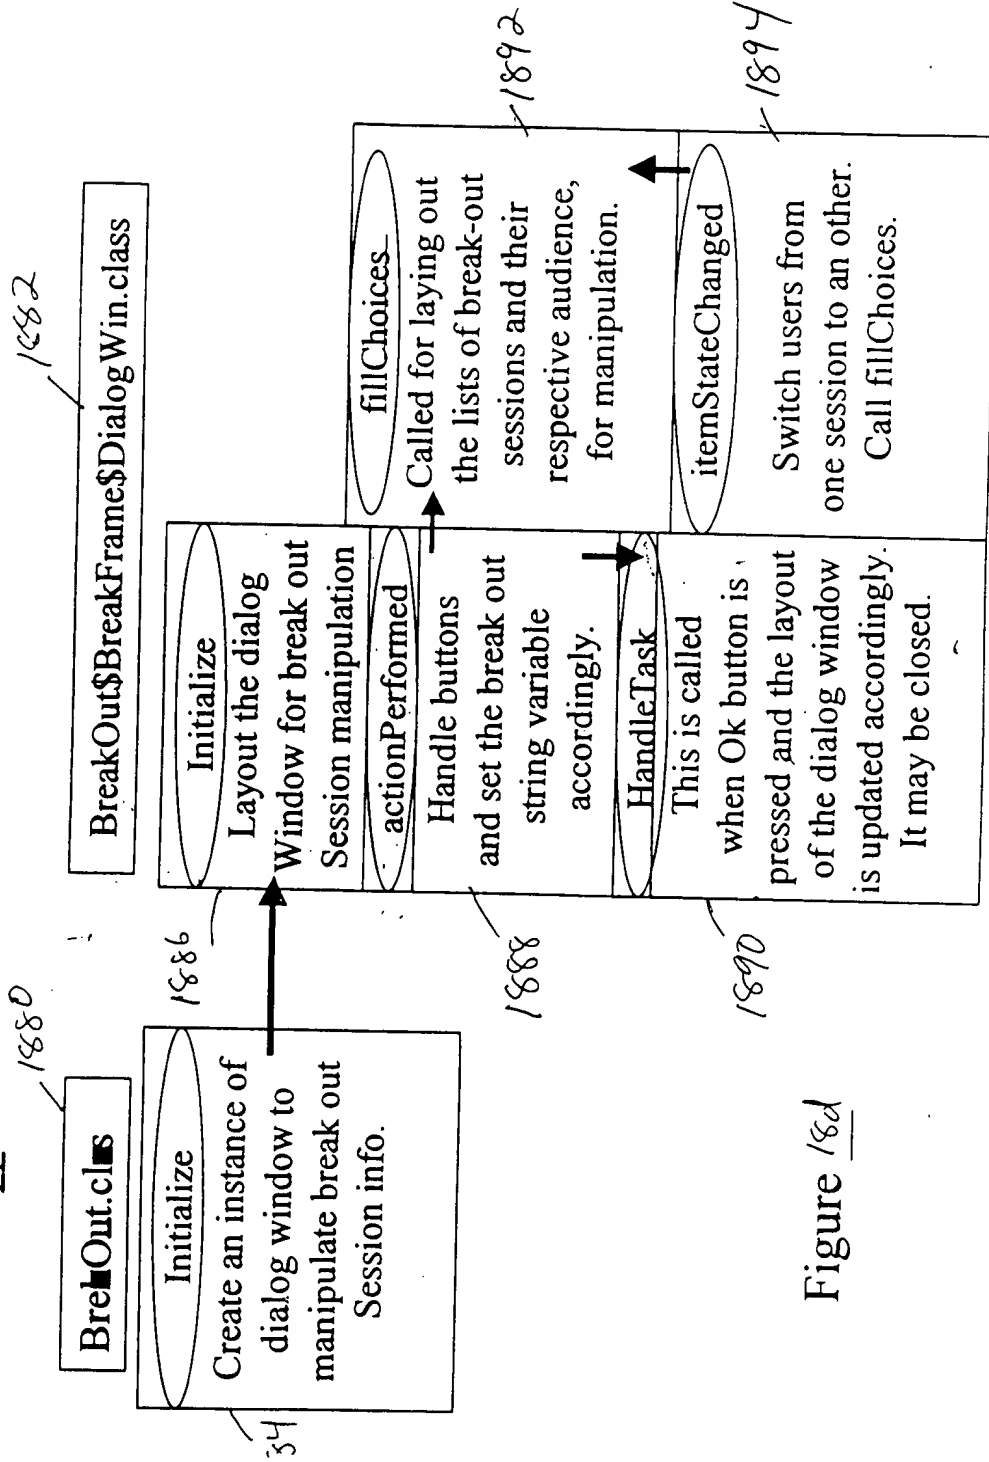 1880
BreakOut.class
Initialize
Create an instance of
dialog window to
manipulate break out
Session info.
34
1882
BreakOut$BreakFrame$DialogWin.class
1886
Initialize
Layout the dialog
Window for break out
Session manipulation
actionPerformed
Handle buttons
and set the break out
string variable
accordingly.
1888
HandleTask
This is called
when Ok button is
pressed and the layout
of the dialog window
is updated accordingly.
It may be closed.
1890
fillChoices
Called for laying out
the lists of break-out
sessions and their
respective audience,
for manipulation.
1892
itemStateChanged
Switch users from
one session to an other.
Call fillChoices.
1894
Figure 18d